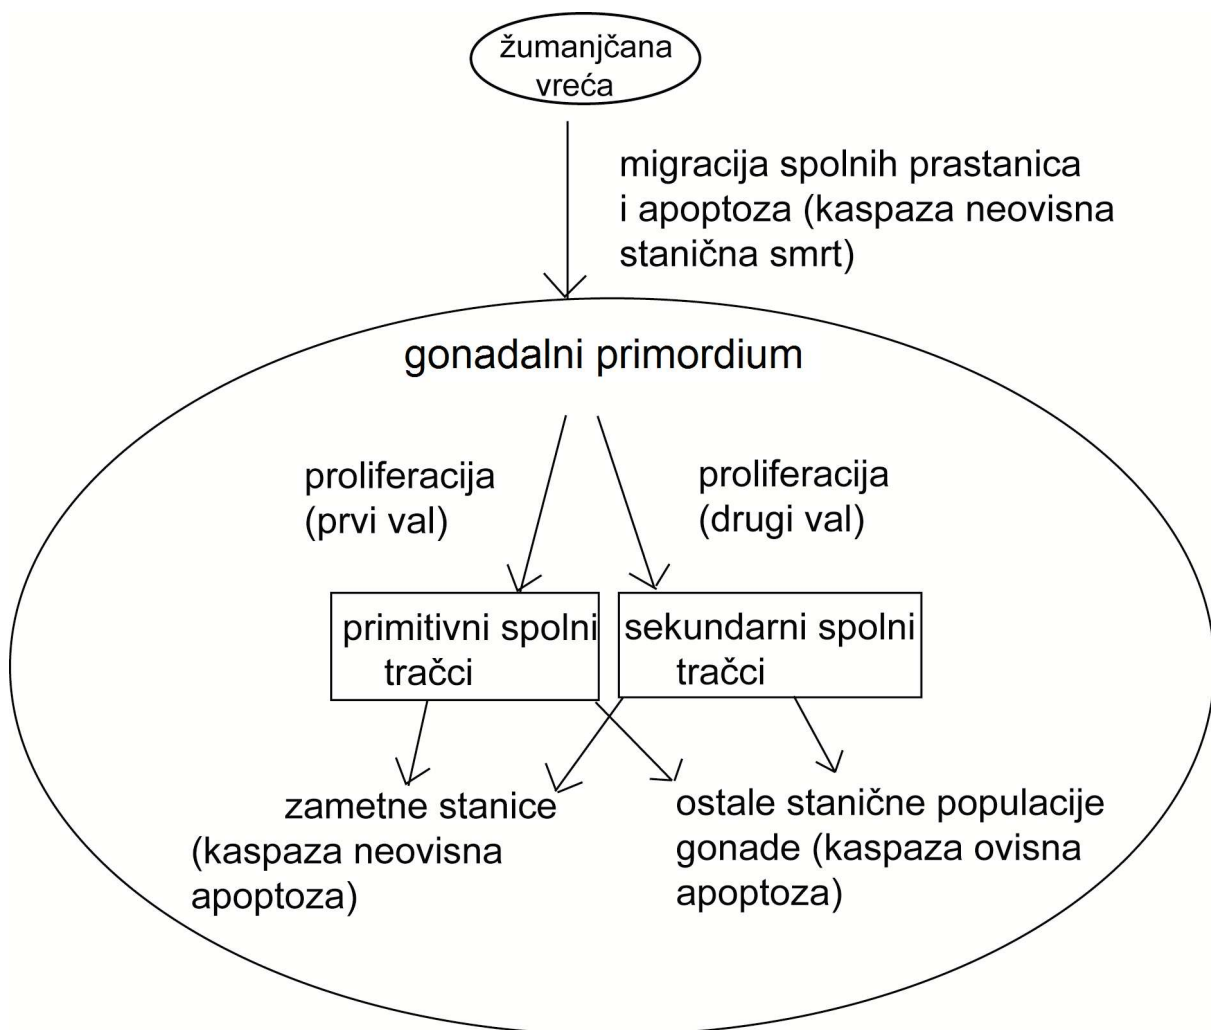 žumanjčana
vreća
migracija spolnih prastanica
i apoptoza (kaspaza neovisna
stanična smrt)
gonadalni primordium
proliferacija
(prvi val)
proliferacija
(drugi val)
primitivni spolni
tračci
sekundarni spolni
tračci
zametne stanice
(kaspaza neovisna
apoptoza)
ostale stanične populacije
gonade (kaspaza ovisna
apoptoza)